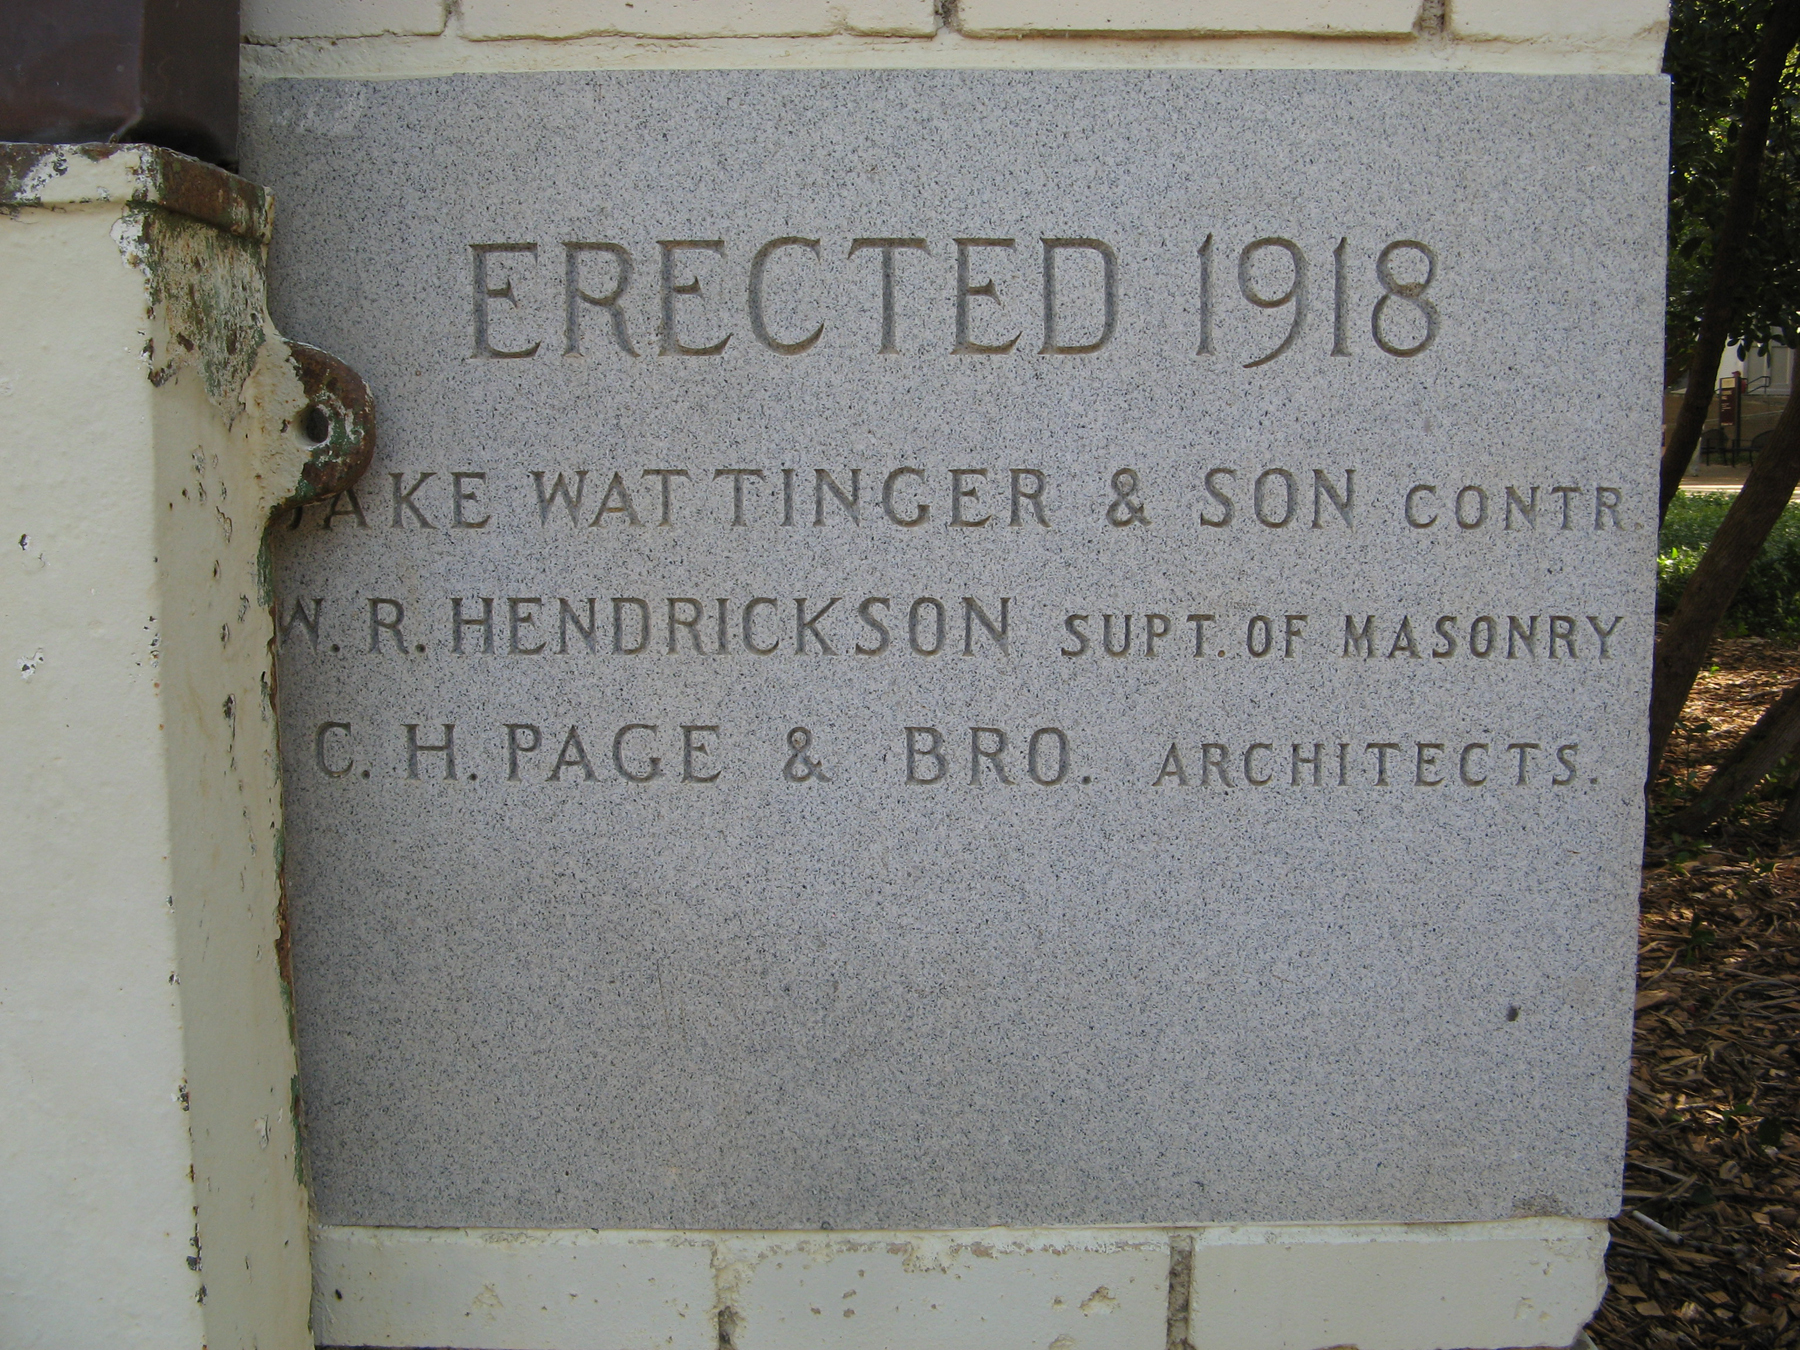 ERECTED 1918
JAKE WATTINGER & SON CONTR.
W. R. HENDRICKSON SUPT. OF MASONRY
C. H. PAGE & BRO. ARCHITECTS.